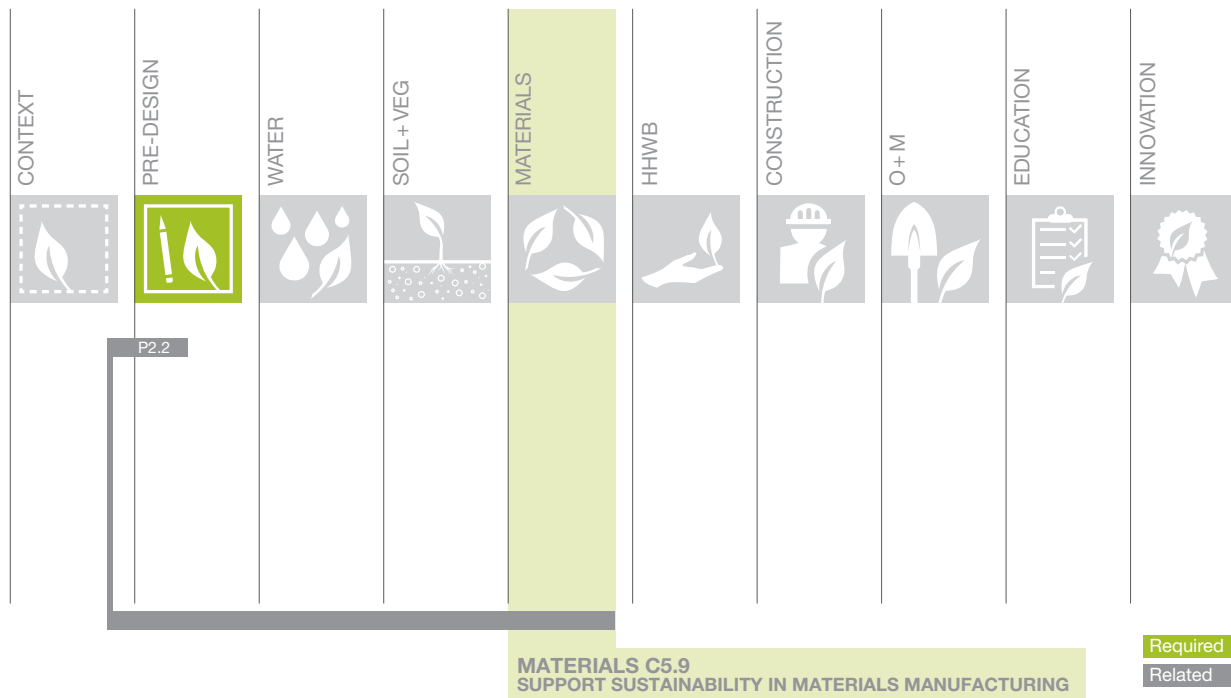 CONTEXT
PRE-DESIGN
WATER
SOIL + VEG
MATERIALS
HHWB
CONSTRUCTION
O + M
EDUCATION
INNOVATION
P2.2
MATERIALS C5.9
SUPPORT SUSTAINABILITY IN MATERIALS MANUFACTURING
Required
Related